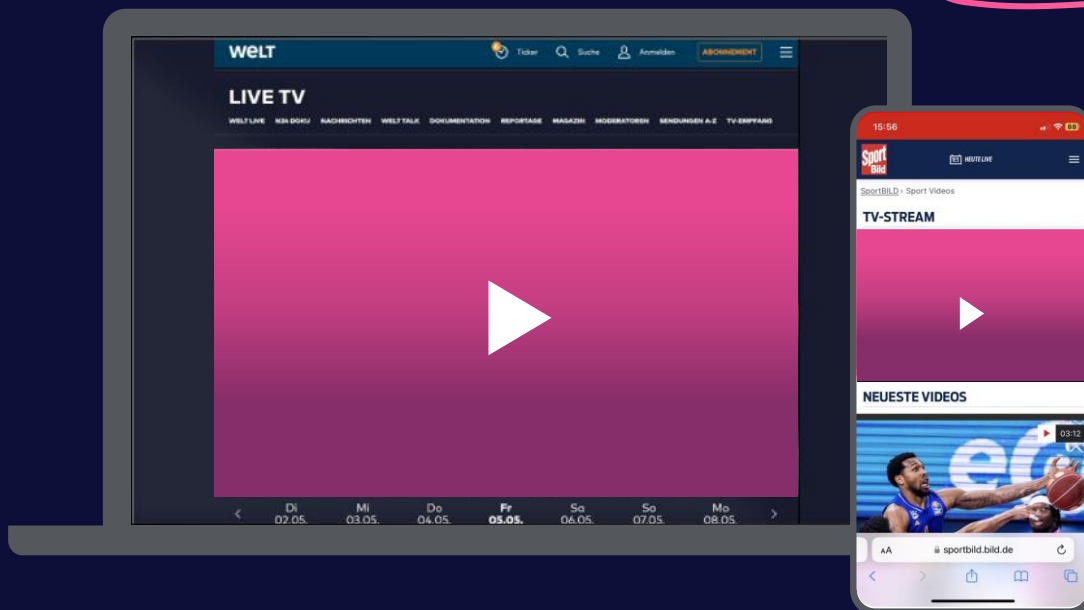 WELT
Ticker Suche Anmelden ABONNEMENT
LIVE TV
WELT LIVE N24 DOKU NACHRICHTEN WELT TALK DOKUMENTATION REPORTAGE MAGAZIN MODERATOREN SENDUNGEN A-Z TV-EMPFANG
Di Mi Do Fr Sa So Mo
02.05. 03.05. 04.05. 05.05. 06.05. 07.05. 08.05.
15:56 88
Sport Bild HEUTE LIVE
SportBILD › Sport Videos
TV-STREAM
NEUESTE VIDEOS
03:12
AA sportbild.bild.de